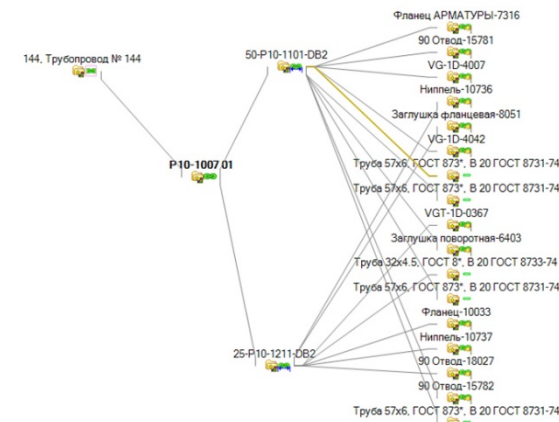 Фланец АРМАТУРЫ-7316
90 Отвод-15781
50-P10-1101-DB2
144, Трубопровод № 144
VG-1D-4007
Ниппель-10736
Заглушка фланцевая-8051
VG-1D-4042
P10-1007.01
Труба 57x6, ГОСТ 873*, В 20 ГОСТ 8731-74
Труба 57x6, ГОСТ 873*, В 20 ГОСТ 8731-74
VGT-1D-0367
Заглушка поворотная-6403
Труба 32x4.5, ГОСТ 8*, В 20 ГОСТ 8733-74
Труба 57x6, ГОСТ 873*, В 20 ГОСТ 8731-74
Фланец-10033
Ниппель-10737
25-P10-1211-DB2
90 Отвод-18027
90 Отвод-15782
Труба 57x6, ГОСТ 873*, В 20 ГОСТ 8731-74